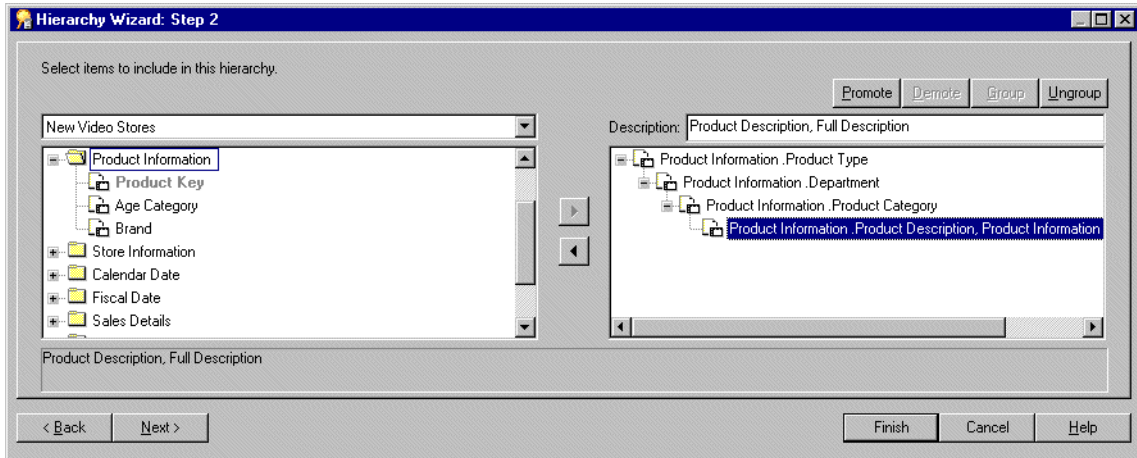 Hierarchy Wizard: Step 2
Select items to include in this hierarchy.
Promote Demote Group Ungroup
New Video Stores
Description: Product Description, Full Description
Product Information
Product Key
Age Category
Brand
Store Information
Calendar Date
Fiscal Date
Sales Details
Product Information .Product Type
Product Information .Department
Product Information .Product Category
Product Information .Product Description, Product Information
Product Description, Full Description
< Back Next > Finish Cancel Help